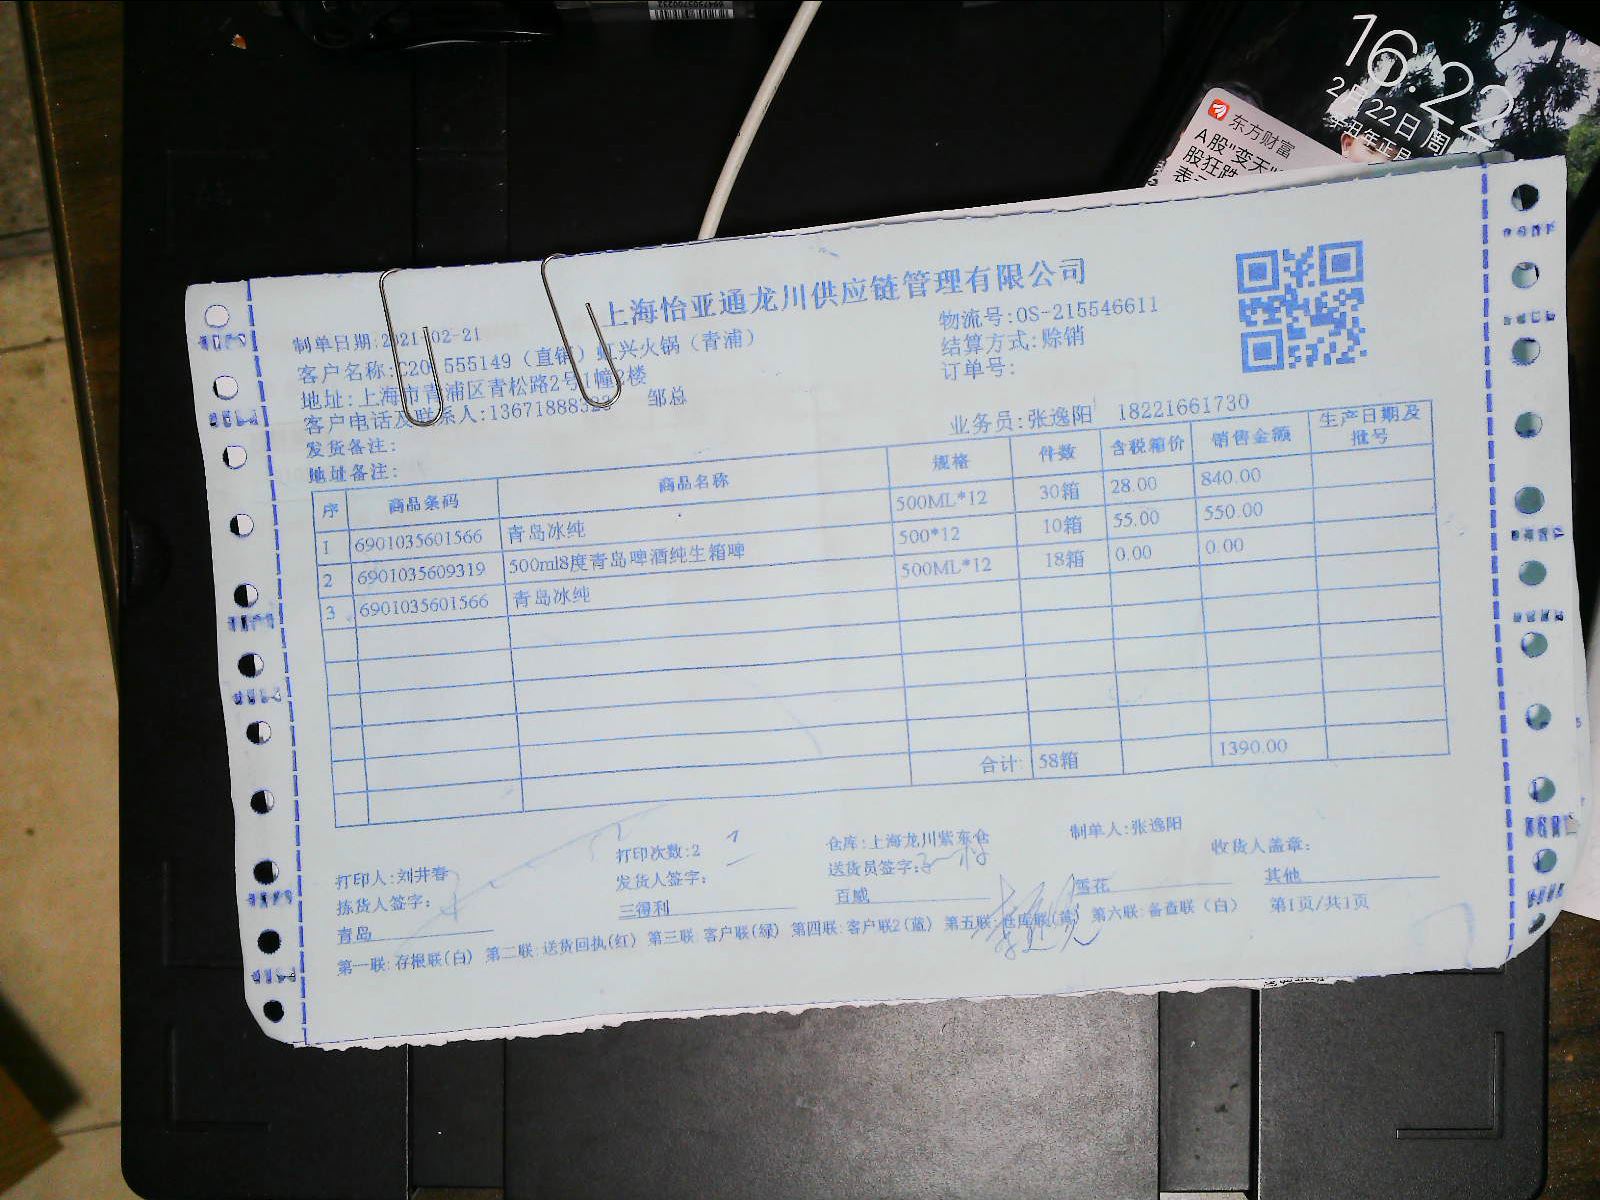 16:22
2月22日 周
辛丑年正月
东方财富
A股"变天"
股狂跌
上海怡亚通龙川供应链管理有限公司
制单日期:2021-02-21
物流号:OS-215546611
客户名称:C20 555149（直销）虹兴火锅（青浦）
结算方式:赊销
地址:上海市青浦区青松路2号1幢2楼
订单号:
客户电话及联系人:13671888323 邹总
业务员:张逸阳 18221661730
发货备注:
地址备注:
序 商品条码 商品名称 规格 件数 含税箱价 销售金额 生产日期及批号
1 6901035601566 青岛冰纯 500ML*12 30箱 28.00 840.00
2 6901035609319 500ml8度青岛啤酒纯生箱啤 500*12 10箱 55.00 550.00
3 6901035601566 青岛冰纯 500ML*12 18箱 0.00 0.00
合计: 58箱 1390.00
打印人:刘井春 打印次数:2 仓库:上海龙川紫东仓 制单人:张逸阳
拣货人签字: 发货人签字: 送货员签字: 收货人盖章:
青岛 三得利 百威 雪花 其他
第一联:存根联(白) 第二联:送货回执(红) 第三联:客户联(绿) 第四联:客户联2(蓝) 第五联:仓库联(黄) 第六联:备查联(白) 第1页/共1页